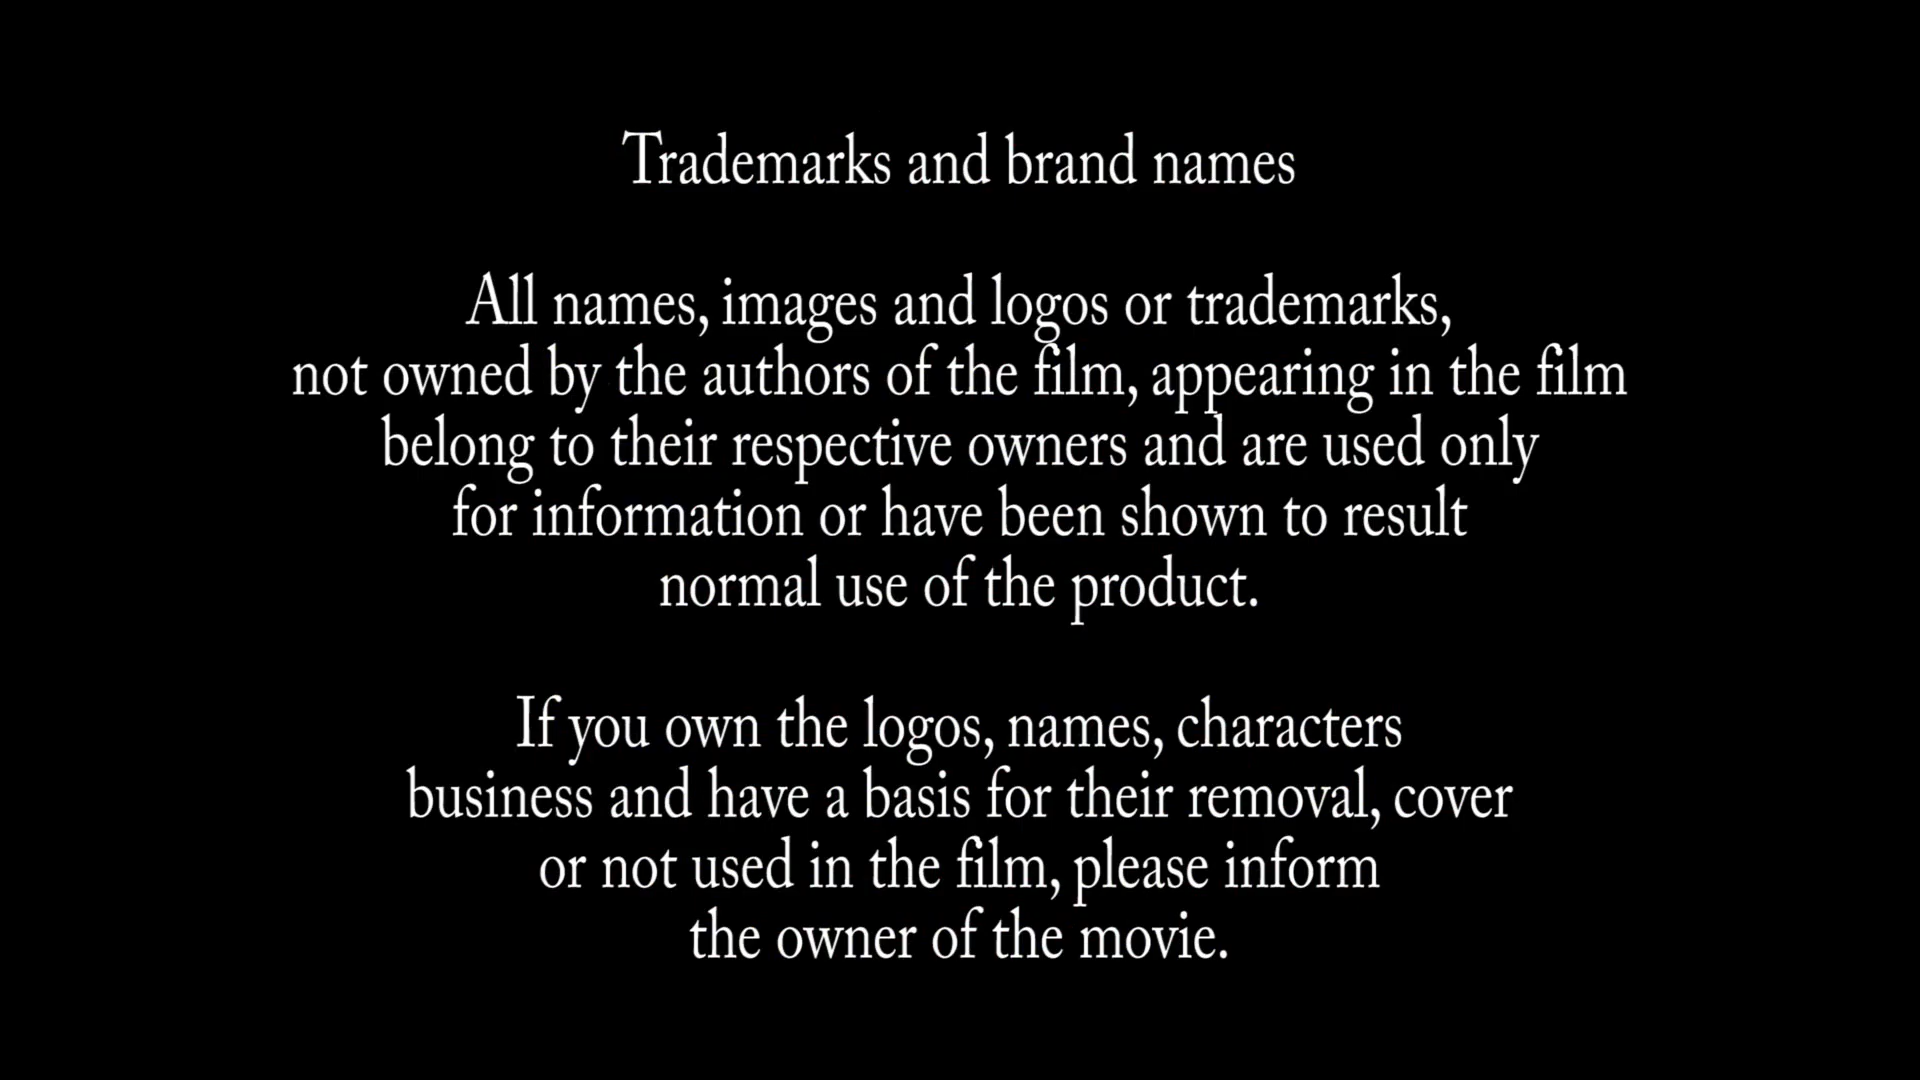 Trademarks and brand names
All names, images and logos or trademarks,
not owned by the authors of the film, appearing in the film
belong to their respective owners and are used only
for information or have been shown to result
normal use of the product.
If you own the logos, names, characters
business and have a basis for their removal, cover
or not used in the film, please inform
the owner of the movie.